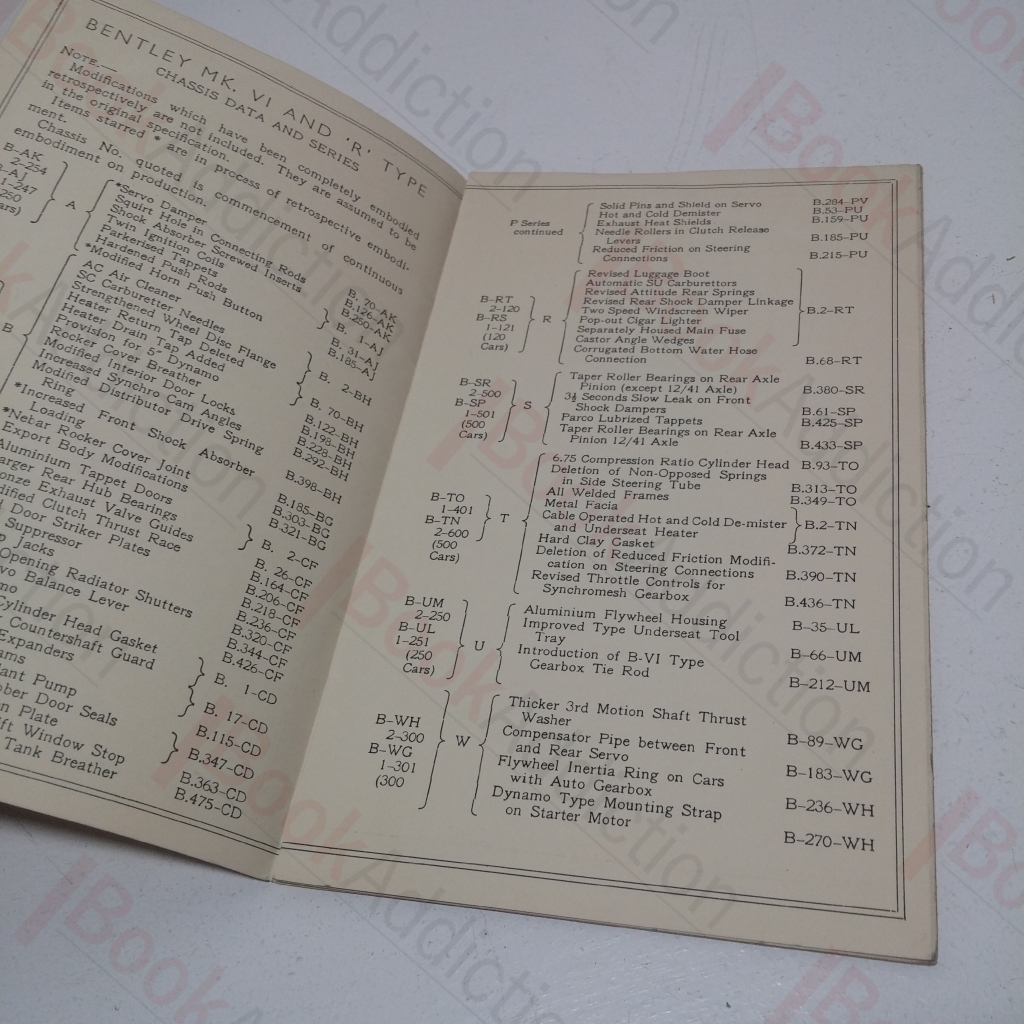 BENTLEY MK. VI AND 'R' TYPE
CHASSIS DATA AND SERIES
NOTE.—
Modifications which have been completely embodied
retrospectively are not included. They are assumed to be
in the original specification.
Items starred * are in process of retrospective embodi-
ment.
Chassis No. quoted is commencement of continuous
embodiment on production.
B-AK
2-254
B-AJ
1-247
A
*Servo Damper
Squirt Hole in Connecting Rods
Shock Absorber Screwed Inserts
Twin Ignition Coils
Parkerised Tappets
Hardened Push Rods
*Modified Horn Push Button
B. 70-AK
B.126-AK
B.250-AK
B. 1-AJ
B. 31-AJ
B.185-AJ
B
AC Air Cleaner
SC Carburetter Needles
Strengthened Wheel Disc Flange
Heater Return Tap Deleted
Heater Drain Tap Added
Provision for 5" Dynamo
Rocker Cover Breather
Modified Interior Door Locks
Increased Synchro Cam Angles
Modified Distributor Drive Spring
Ring
*Increased Front Shock Absorber
Loading
*Nebar Rocker Cover Joint
Export Body Modifications
Aluminium Tappet Doors
Larger Rear Hub Bearings
Bronze Exhaust Valve Guides
Modified Clutch Thrust Race
Door Striker Plates
Suppressor
Jacks
Opening Radiator Shutters
Balance Lever
Cylinder Head Gasket
Countershaft Guard
Expanders
Pump
Door Seals
Plate
Window Stop
Tank Breather
B. 2-BH
B. 70-BH
B.122-BH
B.198-BH
B.228-BH
B.292-BH
B.398-BH
B.185-BG
B.303-BG
B.321-BG
B. 2-CF
B. 26-CF
B.164-CF
B.206-CF
B.218-CF
B.236-CF
B.320-CF
B.344-CF
B.426-CF
B. 1-CD
B. 17-CD
B.115-CD
B.347-CD
B.363-CD
B.475-CD
P Series
continued
Solid Pins and Shield on Servo B.284-PV
Hot and Cold Demister B.53-PU
Exhaust Heat Shields B.159-PU
Needle Rollers in Clutch Release
Levers B.185-PU
Reduced Friction on Steering
Connections B.215-PU
B-RT
2-120
B-RS
1-121
(120
Cars)
R
Revised Luggage Boot
Automatic SU Carburettors
Revised Attitude Rear Springs
Revised Rear Shock Damper Linkage
Two Speed Windscreen Wiper
Pop-out Cigar Lighter
Separately Housed Main Fuse
Castor Angle Wedges
B.2-RT
Corrugated Bottom Water Hose
Connection B.68-RT
B-SR
2-500
B-SP
1-501
(500
Cars)
S
Taper Roller Bearings on Rear Axle
Pinion (except 12/41 Axle) B.380-SR
3½ Seconds Slow Leak on Front
Shock Dampers B.61-SP
Parco Lubrized Tappets B.425-SP
Taper Roller Bearings on Rear Axle
Pinion 12/41 Axle B.433-SP
B-TO
1-401
B-TN
2-600
(500
Cars)
T
6.75 Compression Ratio Cylinder Head B.93-TO
Deletion of Non-Opposed Springs
in Side Steering Tube B.313-TO
All Welded Frames B.349-TO
Metal Facia
Cable Operated Hot and Cold De-mister
and Underseat Heater
B.2-TN
Hard Clay Gasket B.372-TN
Deletion of Reduced Friction Modifi-
cation on Steering Connections B.390-TN
Revised Throttle Controls for
Synchromesh Gearbox B.436-TN
B-UM
2-250
B-UL
1-251
(250
Cars)
U
Aluminium Flywheel Housing B-35-UL
Improved Type Underseat Tool
Tray B-66-UM
Introduction of B-VI Type
Gearbox Tie Rod B-212-UM
B-WH
2-300
B-WG
1-301
(300
W
Thicker 3rd Motion Shaft Thrust
Washer B-89-WG
Compensator Pipe between Front
and Rear Servo B-183-WG
Flywheel Inertia Ring on Cars
with Auto Gearbox B-236-WH
Dynamo Type Mounting Strap
on Starter Motor B-270-WH
BookAddiction